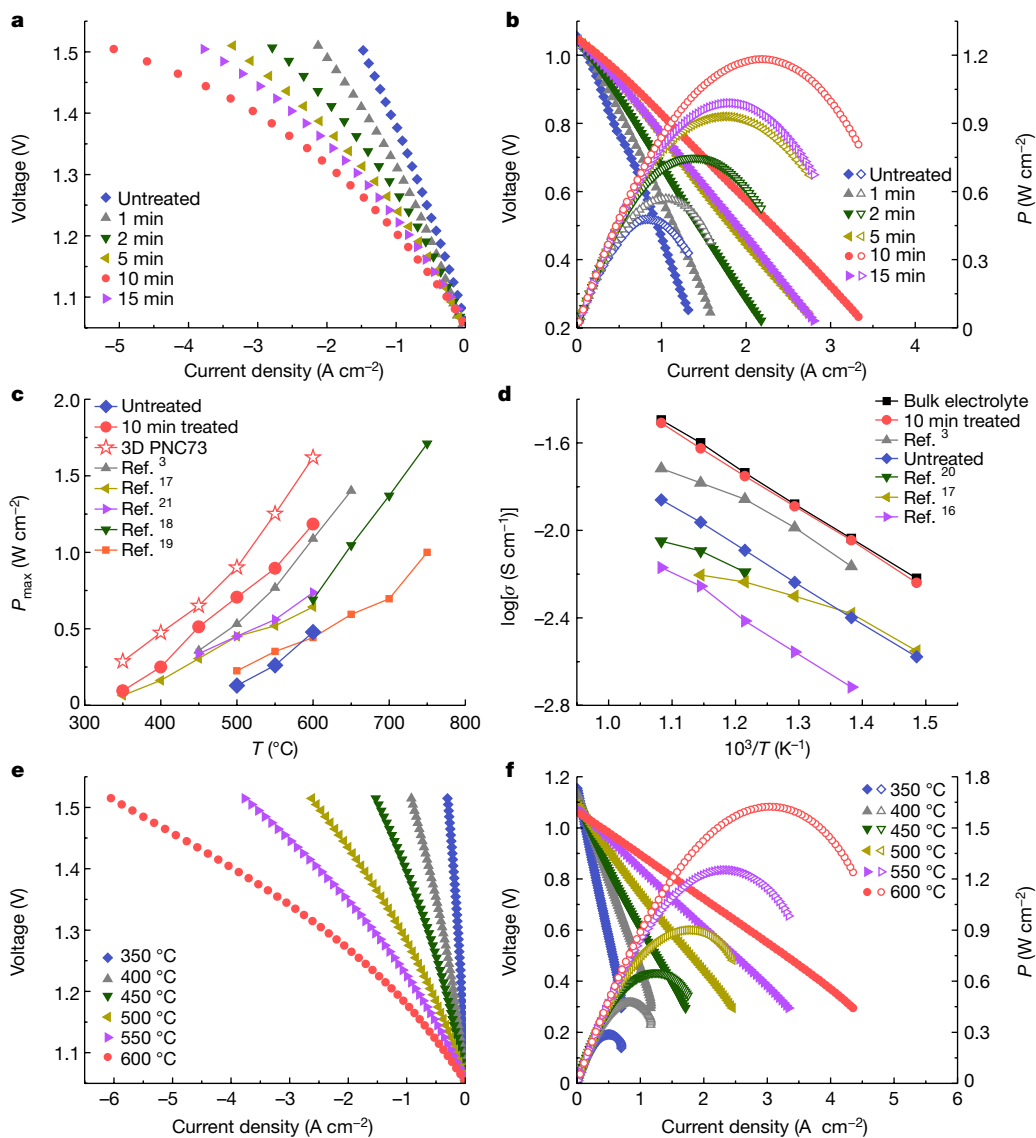 a
Voltage (V)
1.5
1.4
1.3
1.2
1.1
Untreated
1 min
2 min
5 min
10 min
15 min
−5 −4 −3 −2 −1 0
Current density (A cm⁻²)
b
Voltage (V)
1.0
0.8
0.6
0.4
0.2
P (W cm⁻²)
1.2
0.9
0.6
0.3
0
Untreated
1 min
2 min
5 min
10 min
15 min
0 1 2 3 4
Current density (A cm⁻²)
c
Pmax (W cm⁻²)
2.0
1.5
1.0
0.5
0
Untreated
10 min treated
3D PNC73
Ref. 3
Ref. 17
Ref. 21
Ref. 18
Ref. 19
300 400 500 600 700 800
T (°C)
d
log[σ (S cm⁻¹)]
−1.6
−2.0
−2.4
−2.8
Bulk electrolyte
10 min treated
Ref. 3
Untreated
Ref. 20
Ref. 17
Ref. 16
1.0 1.1 1.2 1.3 1.4 1.5
10³/T (K⁻¹)
e
Voltage (V)
1.5
1.4
1.3
1.2
1.1
350 °C
400 °C
450 °C
500 °C
550 °C
600 °C
−6 −5 −4 −3 −2 −1 0
Current density (A cm⁻²)
f
Voltage (V)
1.2
1.0
0.8
0.6
0.4
0.2
0
P (W cm⁻²)
1.8
1.6
1.4
1.2
1.0
0.8
0.6
0.4
0.2
0
350 °C
400 °C
450 °C
500 °C
550 °C
600 °C
0 1 2 3 4 5 6
Current density (A cm⁻²)